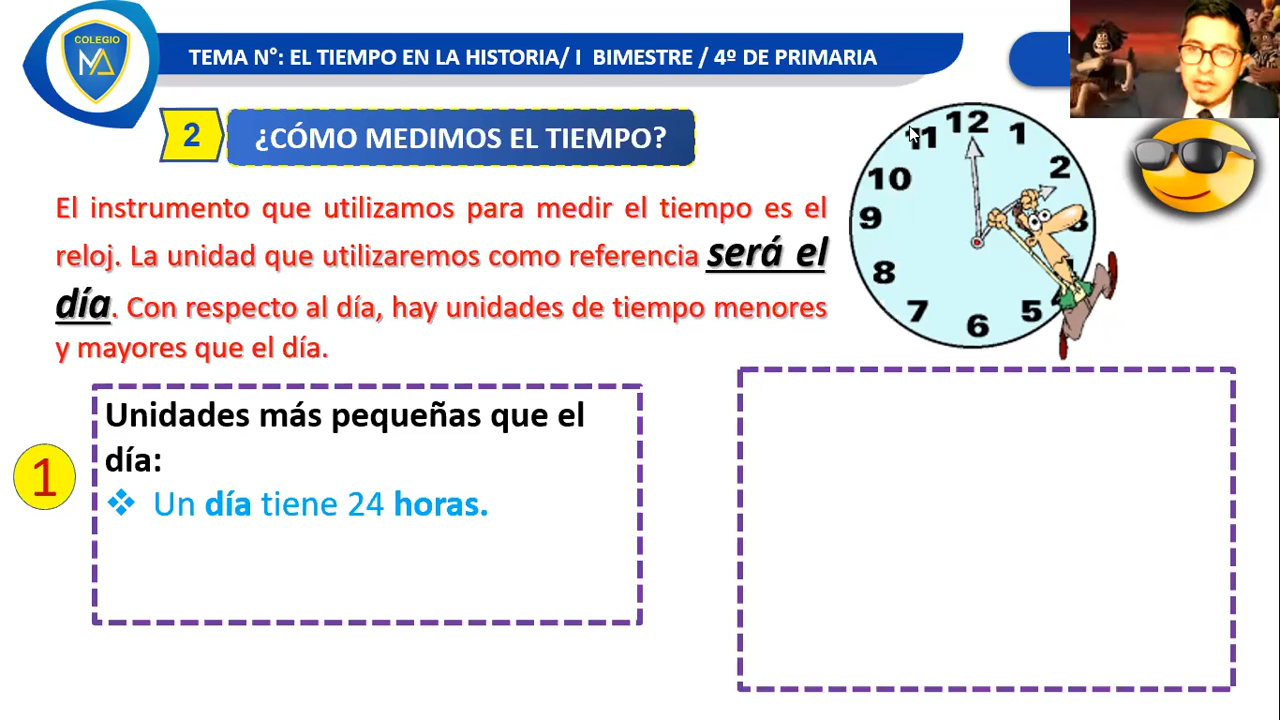 COLEGIO
MA
TEMA N°: EL TIEMPO EN LA HISTORIA/ I BIMESTRE / 4º DE PRIMARIA
2
¿CÓMO MEDIMOS EL TIEMPO?
El instrumento que utilizamos para medir el tiempo es el
reloj. La unidad que utilizaremos como referencia será el
día. Con respecto al día, hay unidades de tiempo menores
y mayores que el día.
12
11 1
10 2
9 3
8
7 5
6
1
Unidades más pequeñas que el
día:
❖ Un día tiene 24 horas.